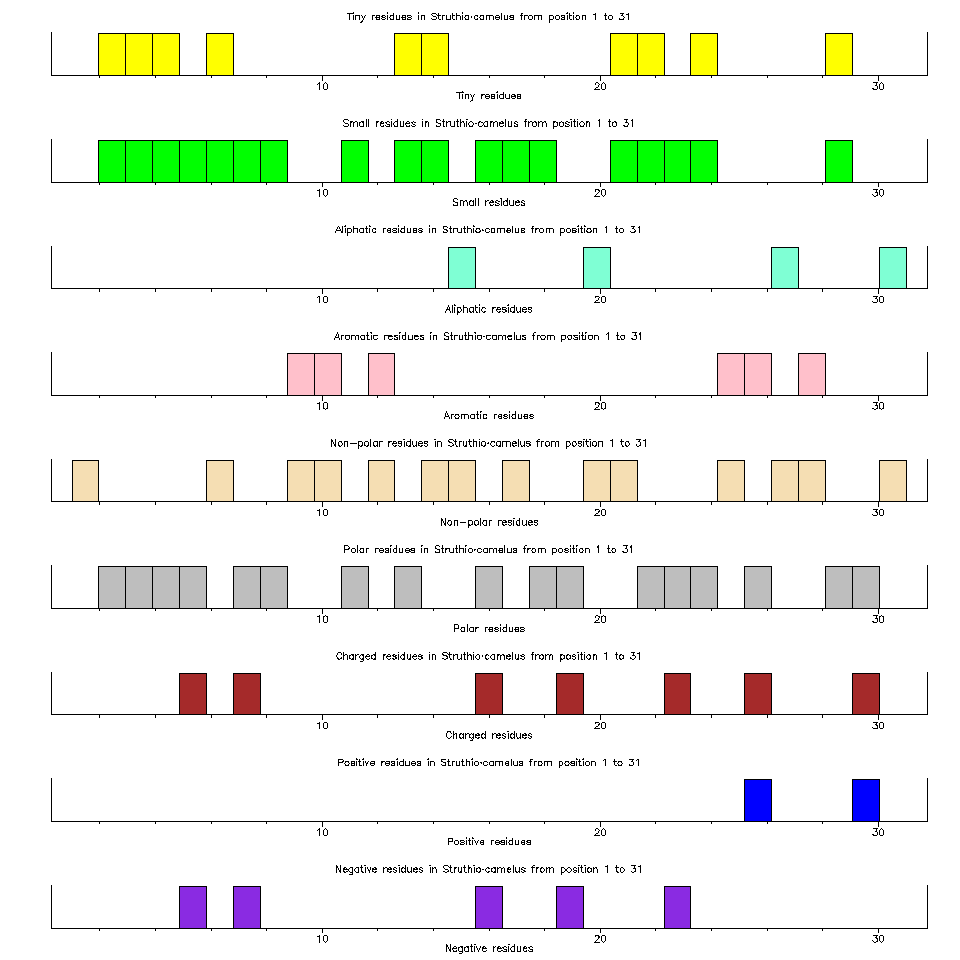 Tiny residues in Struthio-camelus from position 1 to 31
10 20 30
Tiny residues
Small residues in Struthio-camelus from position 1 to 31
10 20 30
Small residues
Aliphatic residues in Struthio-camelus from position 1 to 31
10 20 30
Aliphatic residues
Aromatic residues in Struthio-camelus from position 1 to 31
10 20 30
Aromatic residues
Non-polar residues in Struthio-camelus from position 1 to 31
10 20 30
Non-polar residues
Polar residues in Struthio-camelus from position 1 to 31
10 20 30
Polar residues
Charged residues in Struthio-camelus from position 1 to 31
10 20 30
Charged residues
Positive residues in Struthio-camelus from position 1 to 31
10 20 30
Positive residues
Negative residues in Struthio-camelus from position 1 to 31
10 20 30
Negative residues